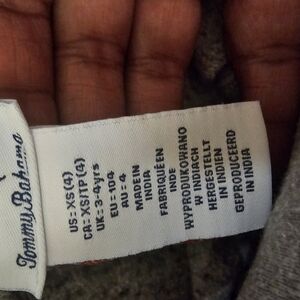 Tommy Bahama
US=XS(4)
CA=XS/TP(4)
UK=3-4yrs
EU=104
AU=4
MADE IN
INDIA
FABRIQUÉ EN
INDE
WYPRODUKOWANO
W INDIACH
HERGESTELLT
IN INDIEN
GEPRODUCEERD
IN INDIA